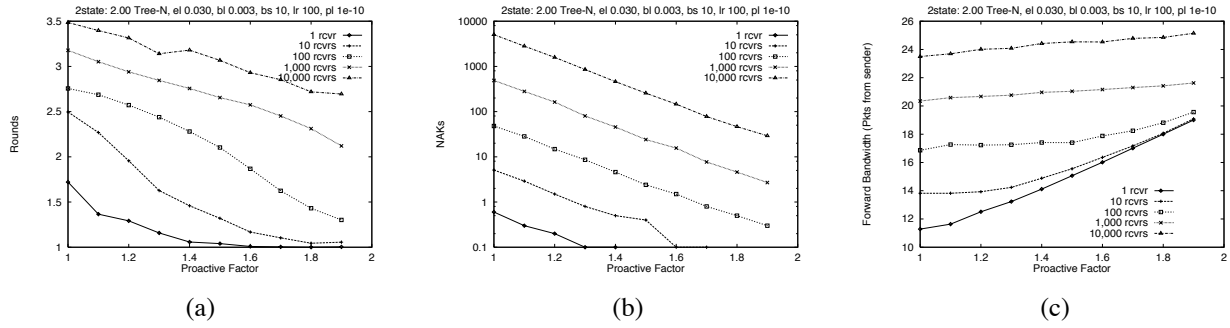 2state: 2.00 Tree-N, el 0.030, bl 0.003, bs 10, lr 100, pl 1e-10
3.5
3
2.5
2
1.5
1
Rounds
1 rcvr
10 rcvrs
100 rcvrs
1,000 rcvrs
10,000 rcvrs
1 1.2 1.4 1.6 1.8 2
Proactive Factor
(a)
2state: 2.00 Tree-N, el 0.030, bl 0.003, bs 10, lr 100, pl 1e-10
10000
1000
100
10
1
0.1
NAKs
1 rcvr
10 rcvrs
100 rcvrs
1,000 rcvrs
10,000 rcvrs
1 1.2 1.4 1.6 1.8 2
Proactive Factor
(b)
2state: 2.00 Tree-N, el 0.030, bl 0.003, bs 10, lr 100, pl 1e-10
26
24
22
20
18
16
14
12
10
Forward Bandwidth (Pkts from sender)
1 rcvr
10 rcvrs
100 rcvrs
1,000 rcvrs
10,000 rcvrs
1 1.2 1.4 1.6 1.8 2
Proactive Factor
(c)